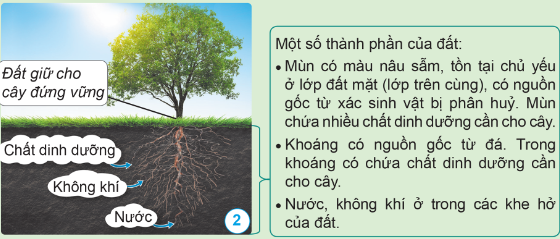 Đất giữ cho
cây đứng vững
Chất dinh dưỡng
Không khí
Nước
2
Một số thành phần của đất:
• Mùn có màu nâu sẫm, tồn tại chủ yếu
ở lớp đất mặt (lớp trên cùng), có nguồn
gốc từ xác sinh vật bị phân huỷ. Mùn
chứa nhiều chất dinh dưỡng cần cho cây.
• Khoáng có nguồn gốc từ đá. Trong
khoáng có chứa chất dinh dưỡng cần
cho cây.
• Nước, không khí ở trong các khe hở
của đất.